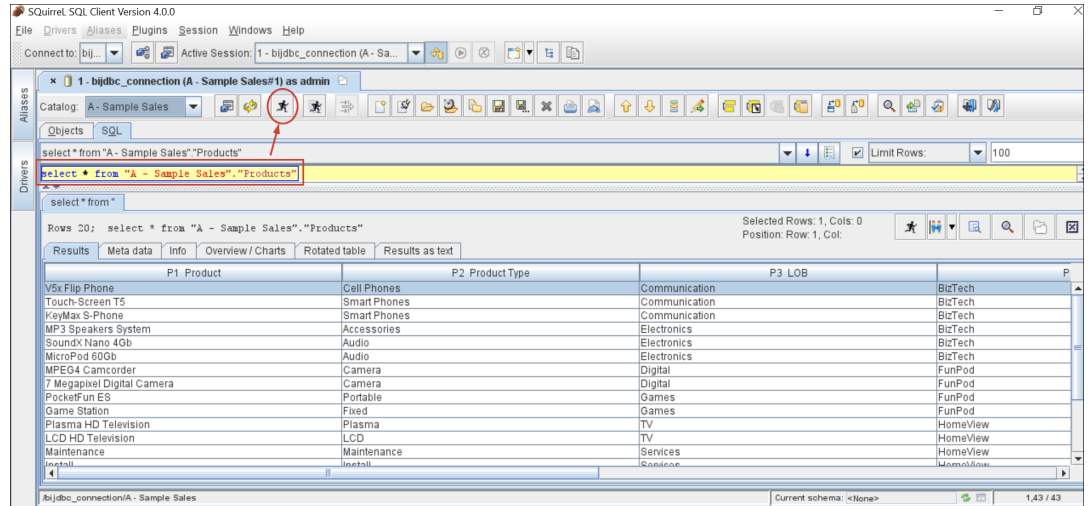 SQuirreL SQL Client Version 4.0.0
File Drivers Aliases Plugins Session Windows Help
Connect to: bij... Active Session: 1 - bijdbc_connection (A - Sa...
1 - bijdbc_connection (A - Sample Sales#1) as admin
Aliases
Drivers
Catalog: A - Sample Sales
Objects SQL
select * from "A - Sample Sales"."Products" Limit Rows: 100
select * from "A - Sample Sales"."Products"
select * from "
Rows 20; select * from "A - Sample Sales"."Products" Selected Rows: 1, Cols: 0
Position: Row: 1, Col:
Results Meta data Info Overview / Charts Rotated table Results as text
P1 Product P2 Product Type P3 LOB P
V5x Flip Phone Cell Phones Communication BizTech
Touch-Screen T5 Smart Phones Communication BizTech
KeyMax S-Phone Smart Phones Communication BizTech
MP3 Speakers System Accessories Electronics BizTech
SoundX Nano 4Gb Audio Electronics BizTech
MicroPod 60Gb Audio Electronics BizTech
MPEG4 Camcorder Camera Digital FunPod
7 Megapixel Digital Camera Camera Digital FunPod
PocketFun ES Portable Games FunPod
Game Station Fixed Games FunPod
Plasma HD Television Plasma TV HomeView
LCD HD Television LCD TV HomeView
Maintenance Maintenance Services HomeView
Install Install Services HomeView
/bijdbc_connection/A - Sample Sales Current schema: <None> 1,43 / 43